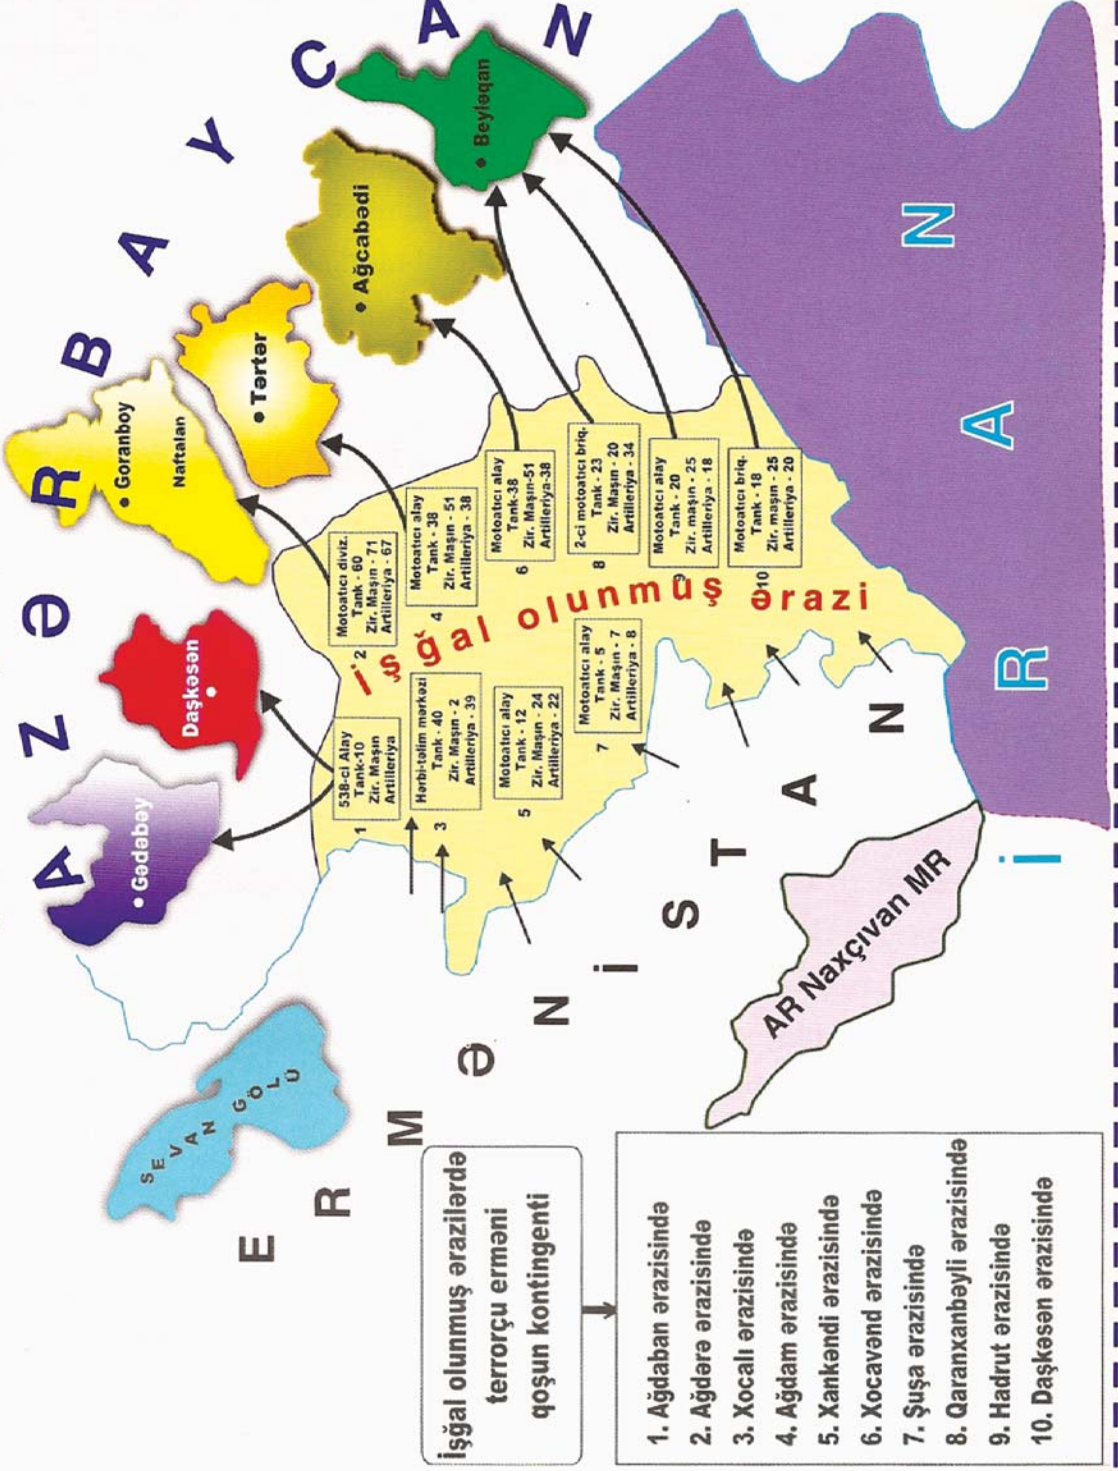 AZƏRBAYCAN
Gədəbəy
Daşkəsən
Goranboy
Naftalan
Tərtər
Ağcabədi
Beyləqan
SEVAN GÖLÜ
ERMƏNİSTAN
İşğal olunmuş ərazi
538-ci Alay
Tank-10
Zir. Maşın
Artilleriya
1
Motoatıcı diviz.
Tank - 60
Zir. Maşın - 71
Artilleriya - 67
2
Hərbi-təlim mərkəzi
Tank - 40
Zir. Maşın - 2
Artilleriya - 39
3
Motoatıcı alay
Tank - 38
Zir. Maşın - 51
Artilleriya - 38
4
Motoatıcı alay
Tank - 12
Zir. Maşın - 24
Artilleriya - 22
5
Motoatıcı alay
Tank-38
Zir. Maşın-51
Artilleriya-38
6
Motoatıcı alay
Tank - 5
Zir. Maşın - 7
Artilleriya - 8
7
2-ci motoatıcı briq.
Tank - 23
Zir. Maşın - 20
Artilleriya - 34
8
Motoatıcı alay
Tank - 20
Zir. maşın - 25
Artilleriya - 18
9
Motoatıcı briq.
Tank - 18
Zir. maşın - 25
Artilleriya - 20
10
AR Naxçıvan MR
İRAN
İşğal olunmuş ərazilərdə
terrorçu erməni
qoşun kontingenti
1. Ağdaban ərazisində
2. Ağdərə ərazisində
3. Xocalı ərazisində
4. Ağdam ərazisində
5. Xankəndi ərazisində
6. Xocavənd ərazisində
7. Şuşa ərazisində
8. Qaranxanbəyli ərazisində
9. Hadrut ərazisində
10. Daşkəsən ərazisində